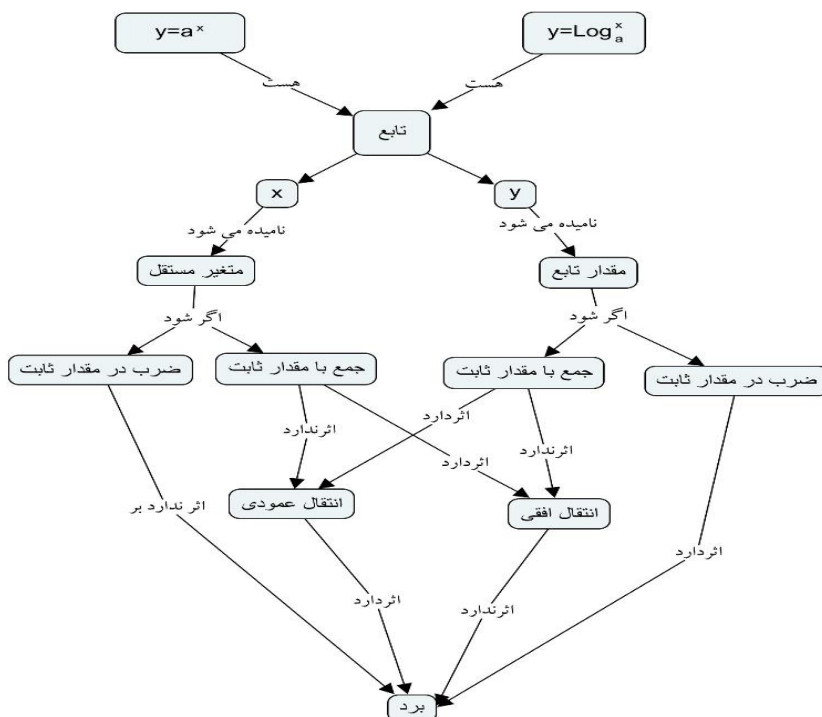 y=aˣ
y=Logₐˣ
هست
هست
تابع
x
y
نامیده می شود
نامیده می شود
متغیر مستقل
مقدار تابع
اگر شود
اگر شود
ضرب در مقدار ثابت
جمع با مقدار ثابت
جمع با مقدار ثابت
ضرب در مقدار ثابت
اثرندارد
اثردارد
اثردارد
اثرندارد
انتقال عمودی
انتقال افقی
اثر ندارد بر
اثردارد
اثردارد
اثرندارد
برد